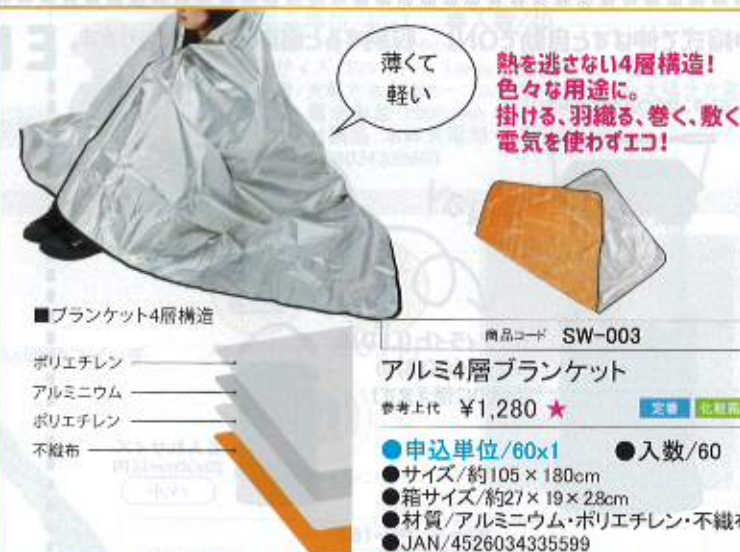 薄くて
軽い
熱を逃さない4層構造!
色々な用途に。
掛ける、羽織る、巻く、敷く
電気を使わずエコ!
■ブランケット4層構造
ポリエチレン
アルミニウム
ポリエチレン
不織布
商品コード SW-003
アルミ4層ブランケット
参考上代 ¥1,280 ★
定番
●申込単位/60x1 ●入数/60
●サイズ/約105×180cm
●箱サイズ/約27×19×2.8cm
●材質/アルミニウム・ポリエチレン・不織布
●JAN/4526034335599